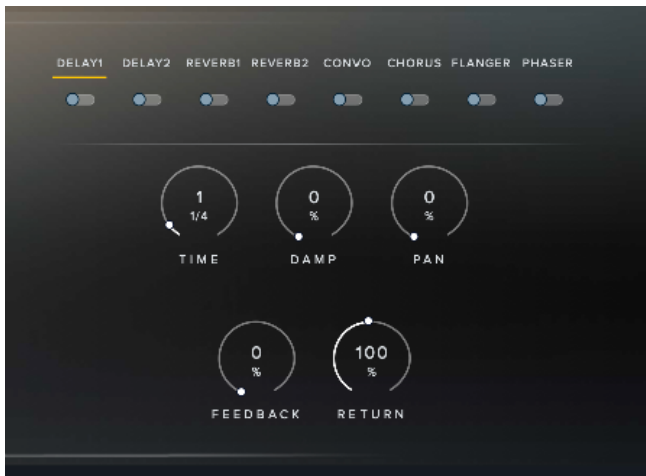 DELAY1 DELAY2 REVERB1 REVERB2 CONVO CHORUS FLANGER PHASER
1 0 0
1/4 % %
TIME DAMP PAN
0 100
% %
FEEDBACK RETURN